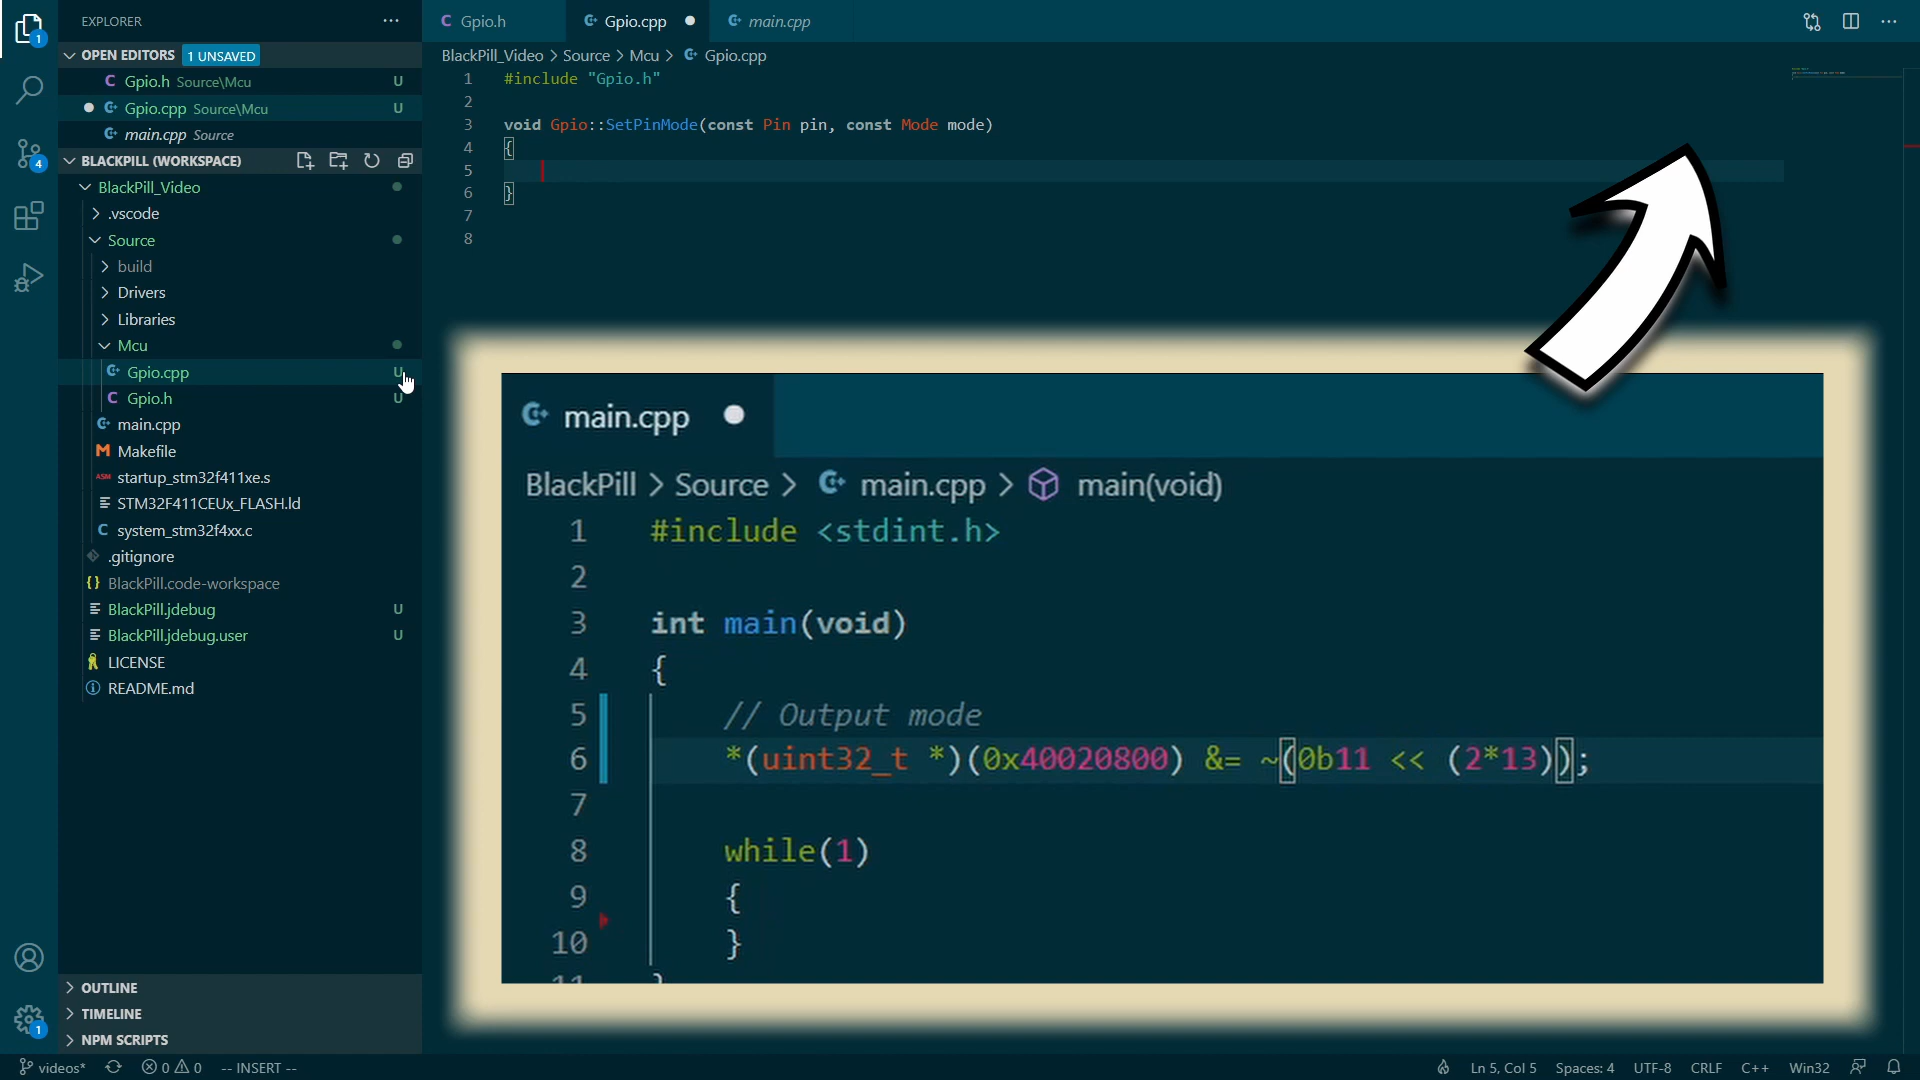 EXPLORER
OPEN EDITORS 1 UNSAVED
Gpio.h Source\Mcu U
Gpio.cpp Source\Mcu U
main.cpp Source
BLACKPILL (WORKSPACE)
BlackPill_Video
.vscode
Source
build
Drivers
Libraries
Mcu
Gpio.cpp U
Gpio.h U
main.cpp
Makefile
ASM startup_stm32f411xe.s
STM32F411CEUx_FLASH.ld
C system_stm32f4xx.c
.gitignore
{} BlackPill.code-workspace
BlackPill.jdebug U
BlackPill.jdebug.user U
LICENSE
README.md
OUTLINE
TIMELINE
NPM SCRIPTS
1
4
1
Gpio.h Gpio.cpp main.cpp
BlackPill_Video > Source > Mcu > Gpio.cpp
1 #include "Gpio.h"
2
3 void Gpio::SetPinMode(const Pin pin, const Mode mode)
4 {
5
6 }
7
8
main.cpp
BlackPill > Source > main.cpp > main(void)
1 #include <stdint.h>
2
3 int main(void)
4 {
5 // Output mode
6 *(uint32_t *)(0x40020800) &= ~(0b11 << (2*13));
7
8 while(1)
9 {
10 }
videos* 0 0 -- INSERT -- Ln 5, Col 5 Spaces: 4 UTF-8 CRLF C++ Win32